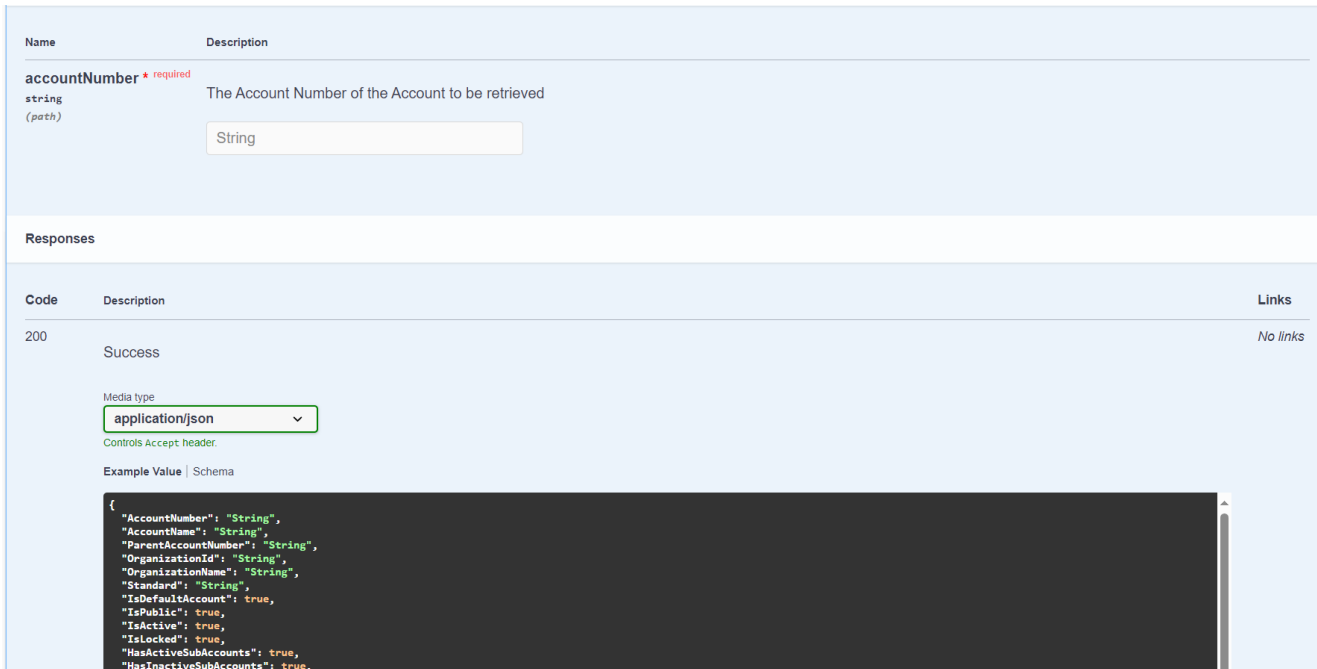 Name Description
accountNumber * required
string
(path)
The Account Number of the Account to be retrieved
String
Responses
Code Description Links
200 No links
Success
Media type
application/json
Controls Accept header.
Example Value | Schema
{
"AccountNumber": "String",
"AccountName": "String",
"ParentAccountNumber": "String",
"OrganizationId": "String",
"OrganizationName": "String",
"Standard": "String",
"IsDefaultAccount": true,
"IsPublic": true,
"IsActive": true,
"IsLocked": true,
"HasActiveSubAccounts": true,
"HasInactiveSubAccounts": true,